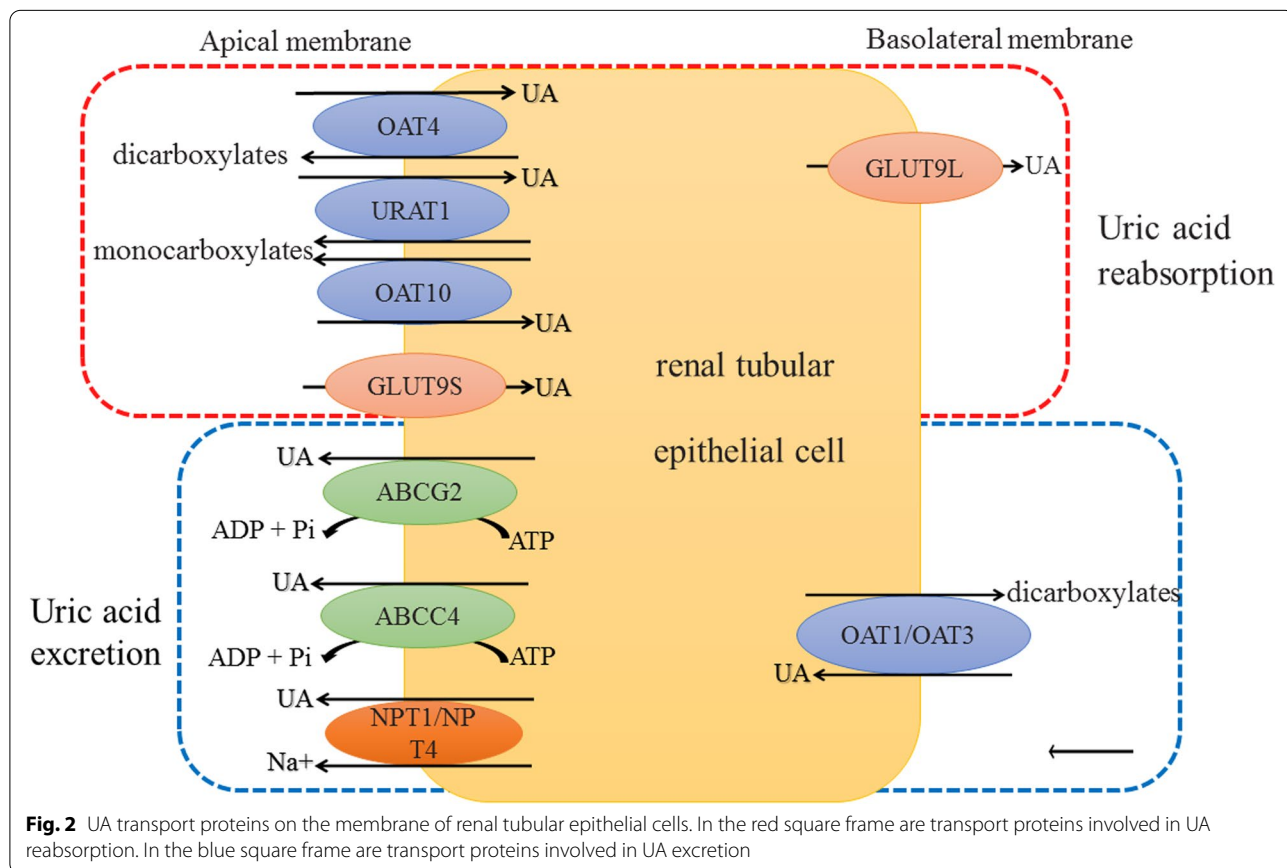 Apical membrane
Basolateral membrane
UA
OAT4
dicarboxylates
UA
URAT1
monocarboxylates
OAT10
UA
GLUT9S
UA
GLUT9L
UA
Uric acid
reabsorption
renal tubular
epithelial cell
UA
ABCG2
ADP + Pi
ATP
UA
ABCC4
ADP + Pi
ATP
UA
NPT1/NP
T4
Na+
Uric acid
excretion
dicarboxylates
OAT1/OAT3
UA
Fig. 2 UA transport proteins on the membrane of renal tubular epithelial cells. In the red square frame are transport proteins involved in UA
reabsorption. In the blue square frame are transport proteins involved in UA excretion